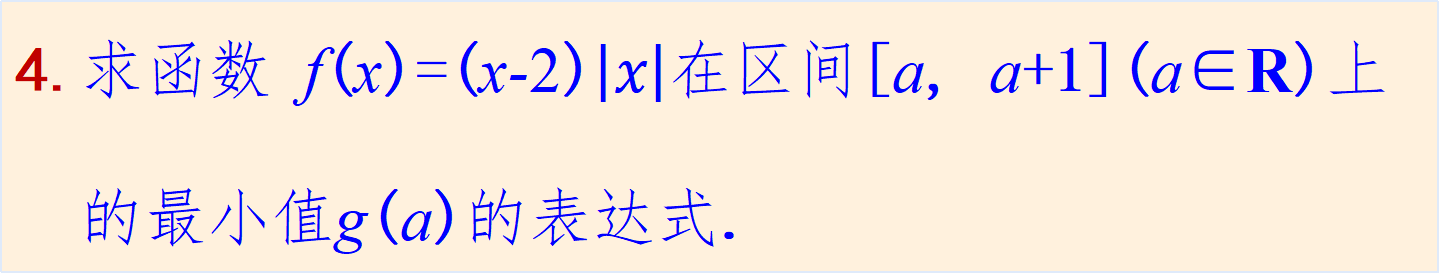 4. 求函数 f(x)=(x-2)|x|在区间[a, a+1](a∈R)上
的最小值g(a)的表达式.